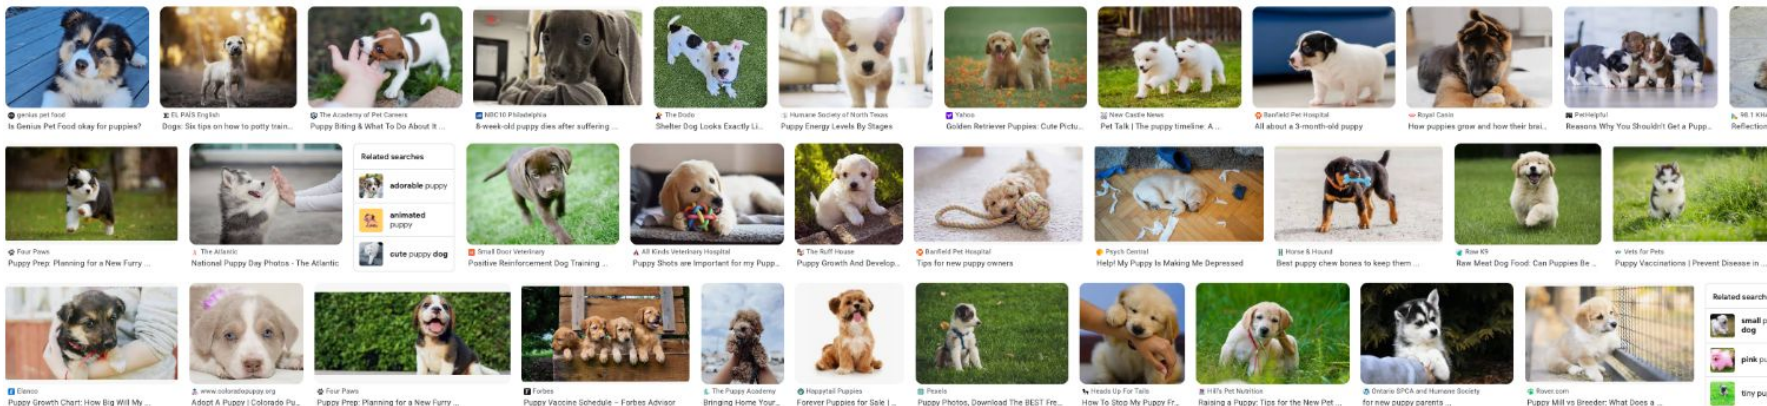 genius pet food
Is Genius Pet Food okay for puppies?
EL PAÍS English
Dogs: Six tips on how to potty train...
The Academy of Pet Careers
Puppy Biting & What To Do About It ...
NBC10 Philadelphia
8-week-old puppy dies after suffering ...
The Dodo
Shelter Dog Looks Exactly Li...
Humane Society of North Texas
Puppy Energy Levels By Stages
Yahoo
Golden Retriever Puppies: Cute Pictu...
New Castle News
Pet Talk | The puppy timeline: A ...
Banfield Pet Hospital
All about a 3-month-old puppy
Royal Canin
How puppies grow and how their brai...
PetHelpful
Reasons Why You Shouldn't Get a Pupp...
Reflection
Four Paws
Puppy Prep: Planning for a New Furry ...
The Atlantic
National Puppy Day Photos - The Atlantic
Related searches
adorable puppy
animated
puppy
cute puppy dog
Small Door Veterinary
Positive Reinforcement Dog Training ...
All Kinds Veterinary Hospital
Puppy Shots are Important for my Pupp...
The Ruff House
Puppy Growth And Develop...
Banfield Pet Hospital
Tips for new puppy owners
Psych Central
Help! My Puppy Is Making Me Depressed
Horse & Hound
Best puppy chew bones to keep them ...
Raw K9
Raw Meat Dog Food: Can Puppies Be ...
Vets for Pets
Puppy Vaccinations | Prevent Disease in ...
Elanco
Puppy Growth Chart: How Big Will My ...
www.coloradopuppy.org
Adopt A Puppy | Colorado Pu...
Four Paws
Puppy Prep: Planning for a New Furry ...
Forbes
Puppy Vaccine Schedule – Forbes Advisor
The Puppy Academy
Bringing Home Your...
Happytail Puppies
Forever Puppies for Sale | ...
Pexels
Puppy Photos, Download The BEST Fre...
Heads Up For Tails
How To Stop My Puppy Fr...
Hill's Pet Nutrition
Raising a Puppy: Tips for the New Pet ...
Ontario SPCA and Humane Society
for new puppy parents ...
Rover.com
Puppy Mill vs Breeder: What Does a ...
Related search
small p
dog
pink pu
tiny pu